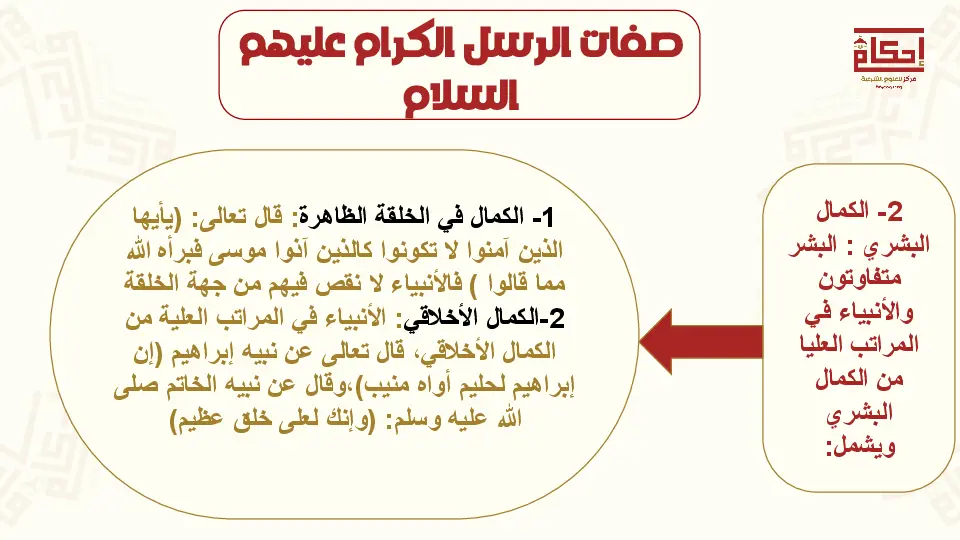 صفات الرسل الكرام عليهم
السلام
إحكام
مركز للعلوم الشرعية
2- الكمال
البشري : البشر
متفاوتون
والأنبياء في
المراتب العليا
من الكمال
البشري
ويشمل:
1- الكمال في الخلقة الظاهرة: قال تعالى: (يأيها
الذين آمنوا لا تكونوا كالذين آذوا موسى فبرأه الله
مما قالوا ) فالأنبياء لا نقص فيهم من جهة الخلقة
2-الكمال الأخلاقي: الأنبياء في المراتب العلية من
الكمال الأخلاقي، قال تعالى عن نبيه إبراهيم (إن
إبراهيم لحليم أواه منيب)،وقال عن نبيه الخاتم صلى
الله عليه وسلم: (وإنك لعلى خلق عظيم)